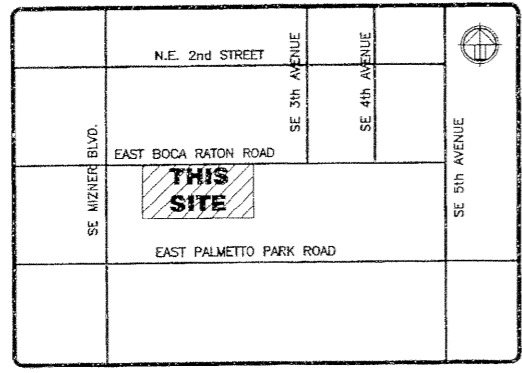 N.E. 2nd STREET
SE 3th AVENUE
SE 4th AVENUE
SE MIZNER BLVD.
EAST BOCA RATON ROAD
THIS
SITE
SE 5th AVENUE
EAST PALMETTO PARK ROAD